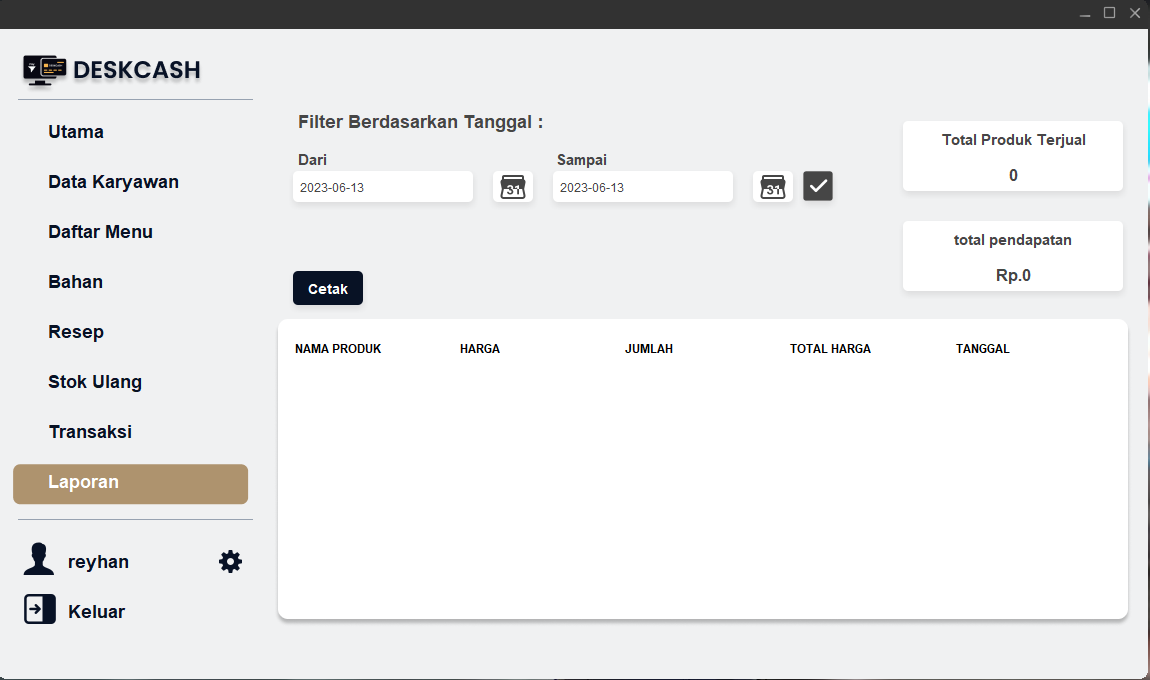 DESKCASH
Utama
Data Karyawan
Daftar Menu
Bahan
Resep
Stok Ulang
Transaksi
Laporan
reyhan
Keluar
Filter Berdasarkan Tanggal :
Dari
Sampai
2023-06-13
31
2023-06-13
31
Total Produk Terjual
0
total pendapatan
Rp.0
Cetak
NAMA PRODUK HARGA JUMLAH TOTAL HARGA TANGGAL